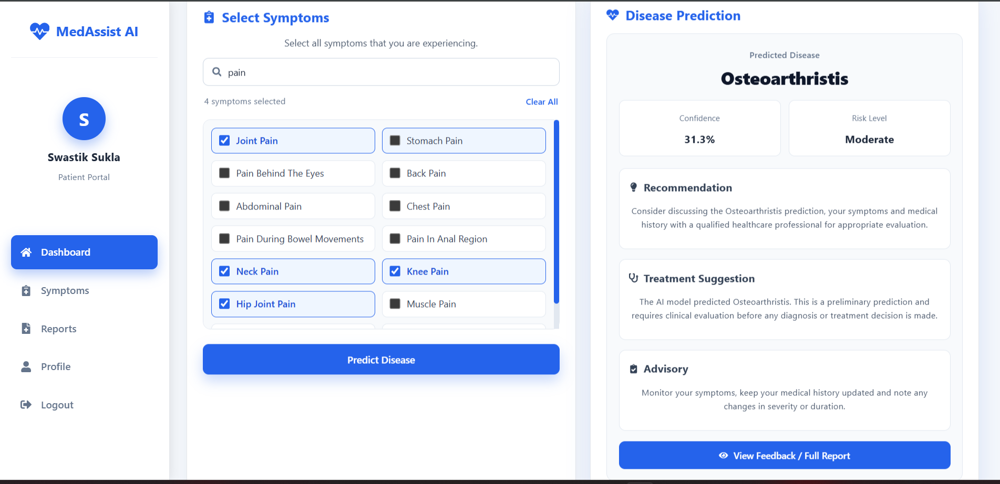 MedAssist AI
S
Swastik Sukla
Patient Portal
Dashboard
Symptoms
Reports
Profile
Logout
Select Symptoms
Select all symptoms that you are experiencing.
pain
4 symptoms selected
Clear All
Joint Pain
Stomach Pain
Pain Behind The Eyes
Back Pain
Abdominal Pain
Chest Pain
Pain During Bowel Movements
Pain In Anal Region
Neck Pain
Knee Pain
Hip Joint Pain
Muscle Pain
Predict Disease
Disease Prediction
Predicted Disease
Osteoarthristis
Confidence
31.3%
Risk Level
Moderate
Recommendation
Consider discussing the Osteoarthristis prediction, your symptoms and medical
history with a qualified healthcare professional for appropriate evaluation.
Treatment Suggestion
The AI model predicted Osteoarthristis. This is a preliminary prediction and
requires clinical evaluation before any diagnosis or treatment decision is made.
Advisory
Monitor your symptoms, keep your medical history updated and note any
changes in severity or duration.
View Feedback / Full Report